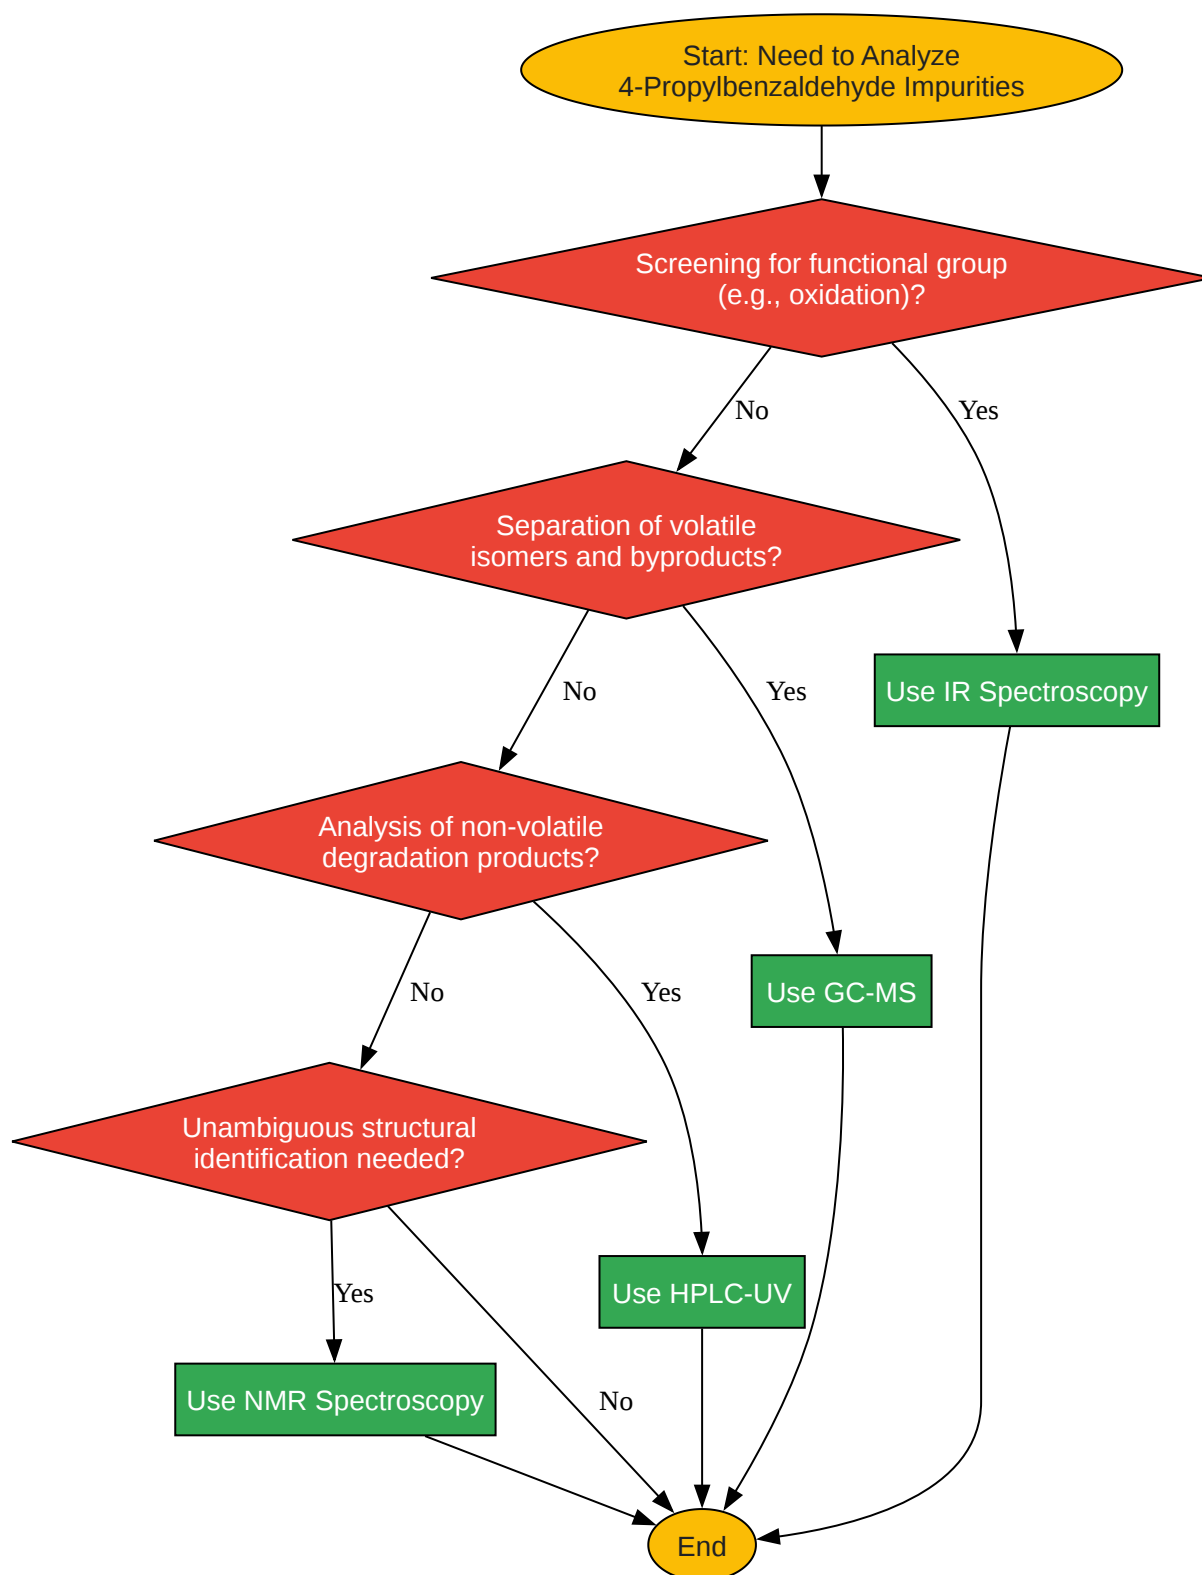 Start: Need to Analyze
4-Propylbenzaldehyde Impurities
Screening for functional group
(e.g., oxidation)?
No
Yes
Separation of volatile
isomers and byproducts?
No
Yes
Use IR Spectroscopy
Analysis of non-volatile
degradation products?
No
Yes
Use GC-MS
Unambiguous structural
identification needed?
Yes
Use HPLC-UV
Use NMR Spectroscopy
No
End